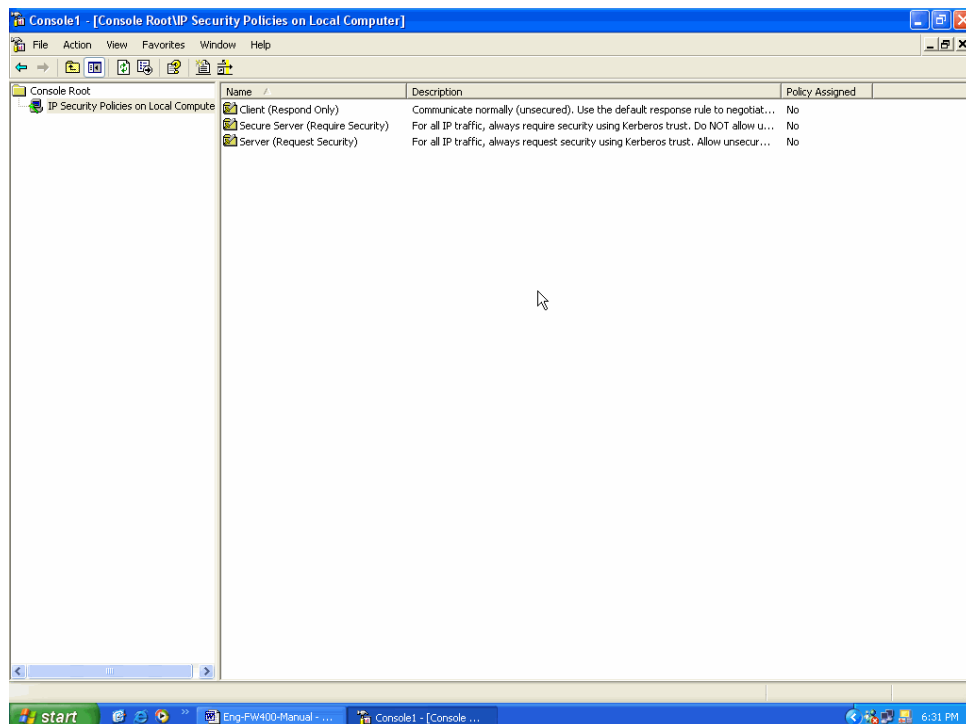 Console1 - [Console Root\IP Security Policies on Local Computer]
File Action View Favorites Window Help
Console Root
IP Security Policies on Local Compute
Name Description Policy Assigned
Client (Respond Only) Communicate normally (unsecured). Use the default response rule to negotiat... No
Secure Server (Require Security) For all IP traffic, always require security using Kerberos trust. Do NOT allow u... No
Server (Request Security) For all IP traffic, always request security using Kerberos trust. Allow unsecur... No
start Eng-FW400-Manual - ... Console1 - [Console ... 6:31 PM